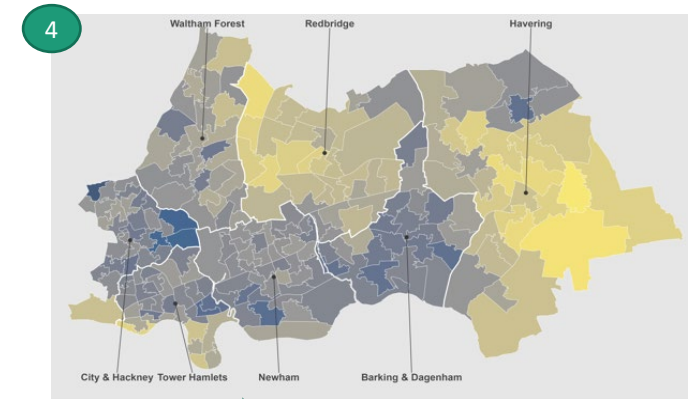 4
Waltham Forest
Redbridge
Havering
City & Hackney
Tower Hamlets
Newham
Barking & Dagenham